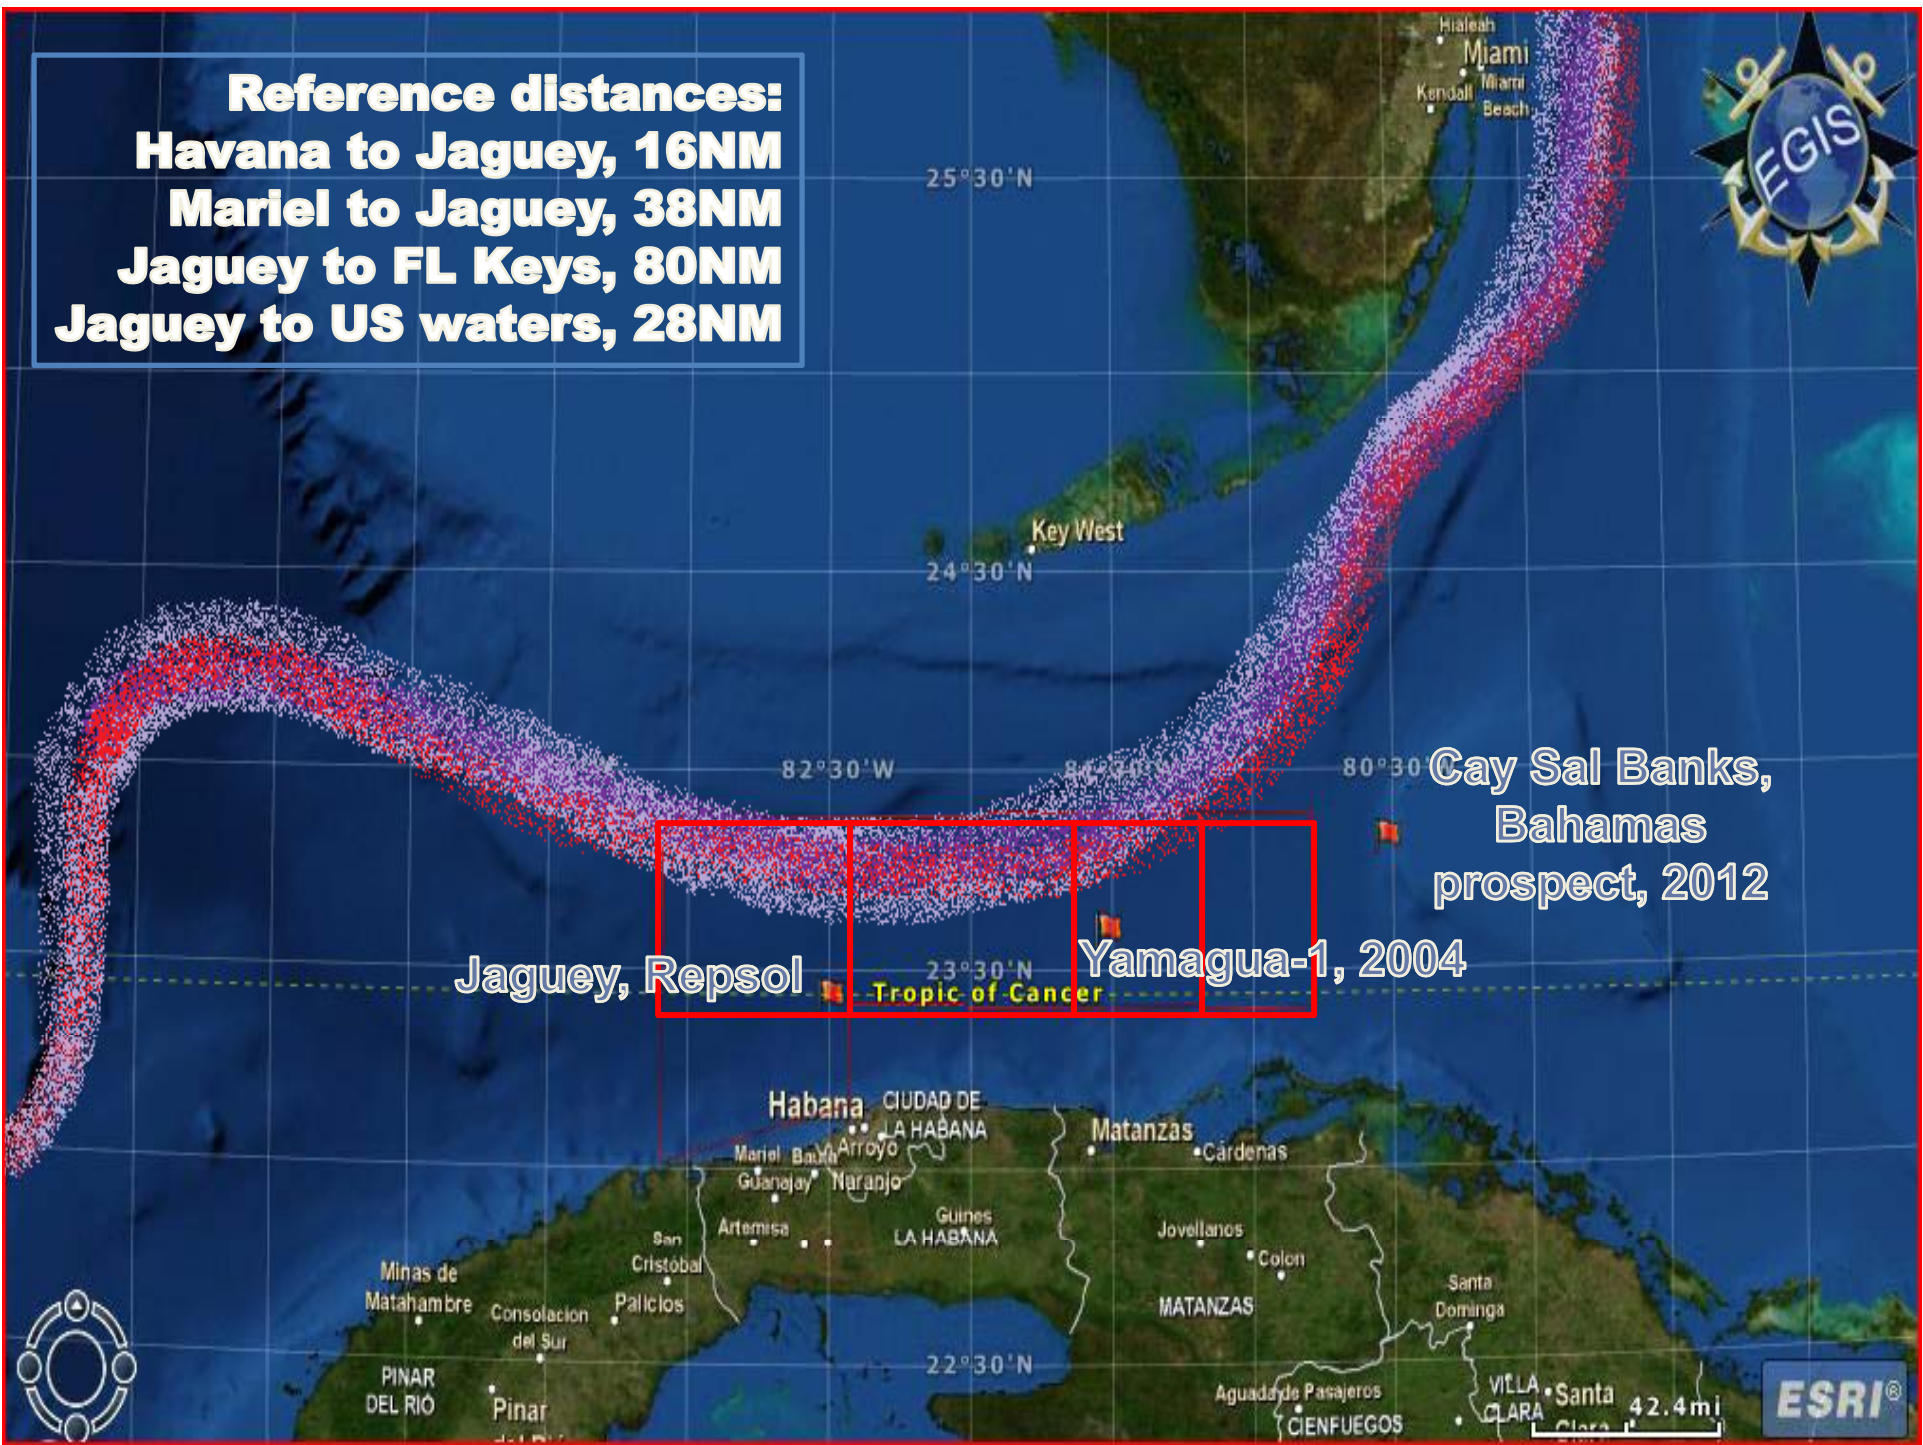 Reference distances:
Havana to Jaguey, 16NM
Mariel to Jaguey, 38NM
Jaguey to FL Keys, 80NM
Jaguey to US waters, 28NM
Hialeah
Miami
Miami
Beach
Kendall
EGIS
25°30'N
Key West
24°30'N
82°30'W
80°30'
Cay Sal Banks,
Bahamas
prospect, 2012
Jaguey, Repsol
23°30'N
Yamagua-1, 2004
Tropic of Cancer
Habana
CIUDAD DE
LA HABANA
Matanzas
Cárdenas
Mariel
Arroyo
Naranjo
Guanajay
Artemisa
Güines
LA HABANA
San
Cristóbal
Jovellanos
Colon
Minas de
Matahambre
Consolacion
del Sur
Palicios
MATANZAS
Santa
Dominga
22°30'N
PINAR
DEL RIO
Pinar
Aguada de Pasajeros
CIENFUEGOS
VILLA
CLARA
Santa
42.4mi
ESRI®